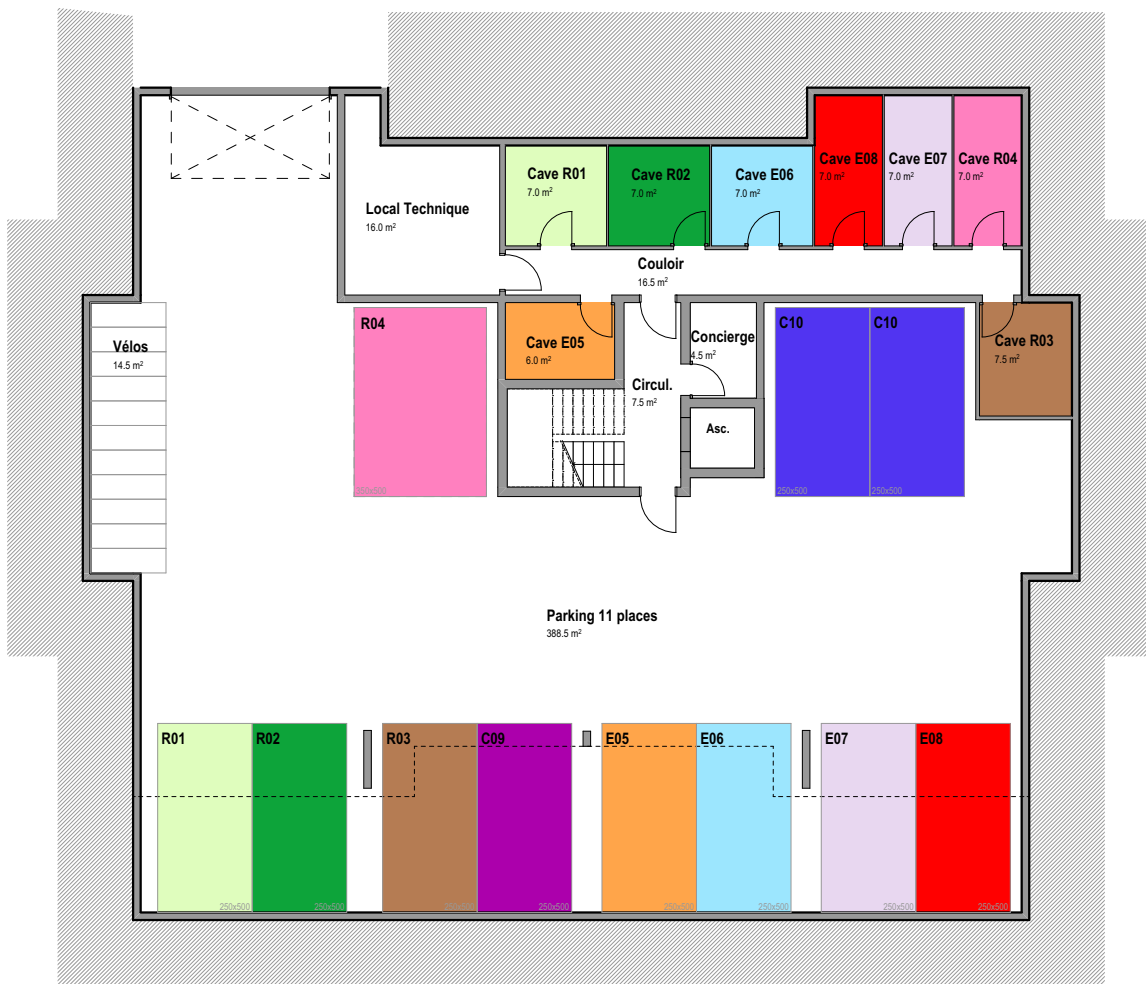 Cave R01
7.0 m²
Cave R02
7.0 m²
Cave E06
7.0 m²
Cave E08
7.0 m²
Cave E07
7.0 m²
Cave R04
7.0 m²
Local Technique
16.0 m²
Couloir
16.5 m²
Vélos
14.5 m²
R04
250x500
Cave E05
6.0 m²
Concierge
4.5 m²
Circul.
7.5 m²
Asc.
C10
250x500
C10
250x500
Cave R03
7.5 m²
Parking 11 places
388.5 m²
R01
250x500
R02
250x500
R03
250x500
C09
250x500
E05
250x500
E06
250x500
E07
250x500
E08
250x500